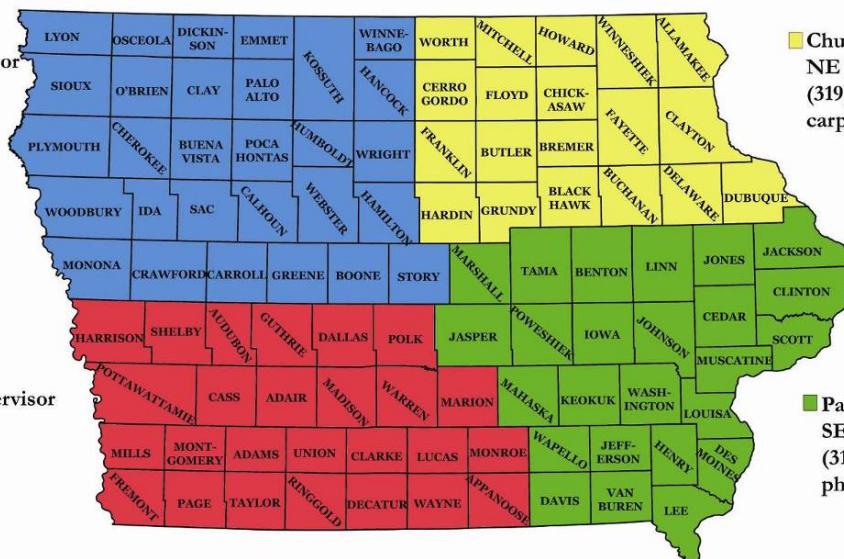 LYON
OSCEOLA
DICKIN-
SON
EMMET
KOSSUTH
WINNE-
BAGO
WORTH
MITCHELL
HOWARD
WINNESHIEK
ALLAMAKEE
SIOUX
O'BRIEN
CLAY
PALO
ALTO
HANCOCK
CERRO
GORDO
FLOYD
CHICK-
ASAW
PLYMOUTH
CHEROKEE
BUENA
VISTA
POCA
HONTAS
HUMBOLDT
WRIGHT
FRANKLIN
BUTLER
BREMER
FAYETTE
CLAYTON
WOODBURY
IDA
SAC
CALHOUN
WEBSTER
HAMILTON
HARDIN
GRUNDY
BLACK
HAWK
BUCHANAN
DELAWARE
DUBUQUE
MONONA
CRAWFORD
CARROLL
GREENE
BOONE
STORY
MARSHALL
TAMA
BENTON
LINN
JONES
JACKSON
CLINTON
HARRISON
SHELBY
AUDUBON
GUTHRIE
DALLAS
POLK
JASPER
POWESHIEK
IOWA
JOHNSON
CEDAR
SCOTT
MUSCATINE
POTTAWATTAMIE
CASS
ADAIR
MADISON
WARREN
MARION
MAHASKA
KEOKUK
WASH-
INGTON
LOUISA
MILLS
MONT-
GOMERY
ADAMS
UNION
CLARKE
LUCAS
MONROE
WAPELLO
JEFF-
ERSON
HENRY
DES
MOINES
FREMONT
PAGE
TAYLOR
RINGGOLD
DECATUR
WAYNE
APPANOOSE
DAVIS
VAN
BUREN
LEE
or
rvisor
Chu
NE
(319
carp
Pa
SE
(31
ph